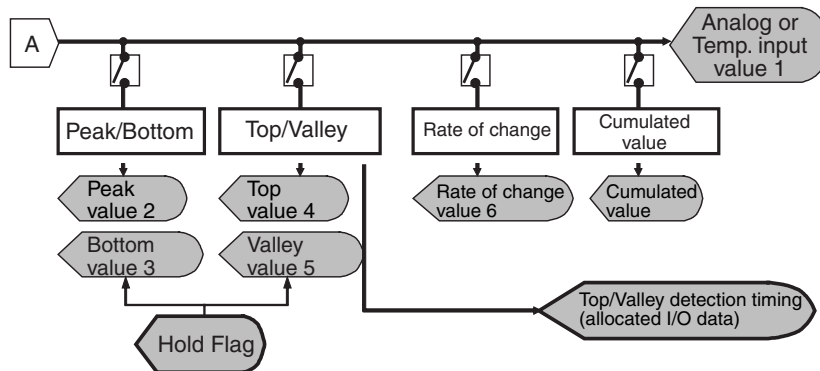 A
Analog or
Temp. input
value 1
Peak/Bottom
Top/Valley
Rate of change
Cumulated
value
Peak
value 2
Top
value 4
Rate of change
value 6
Cumulated
value
Bottom
value 3
Valley
value 5
Top/Valley detection timing
(allocated I/O data)
Hold Flag